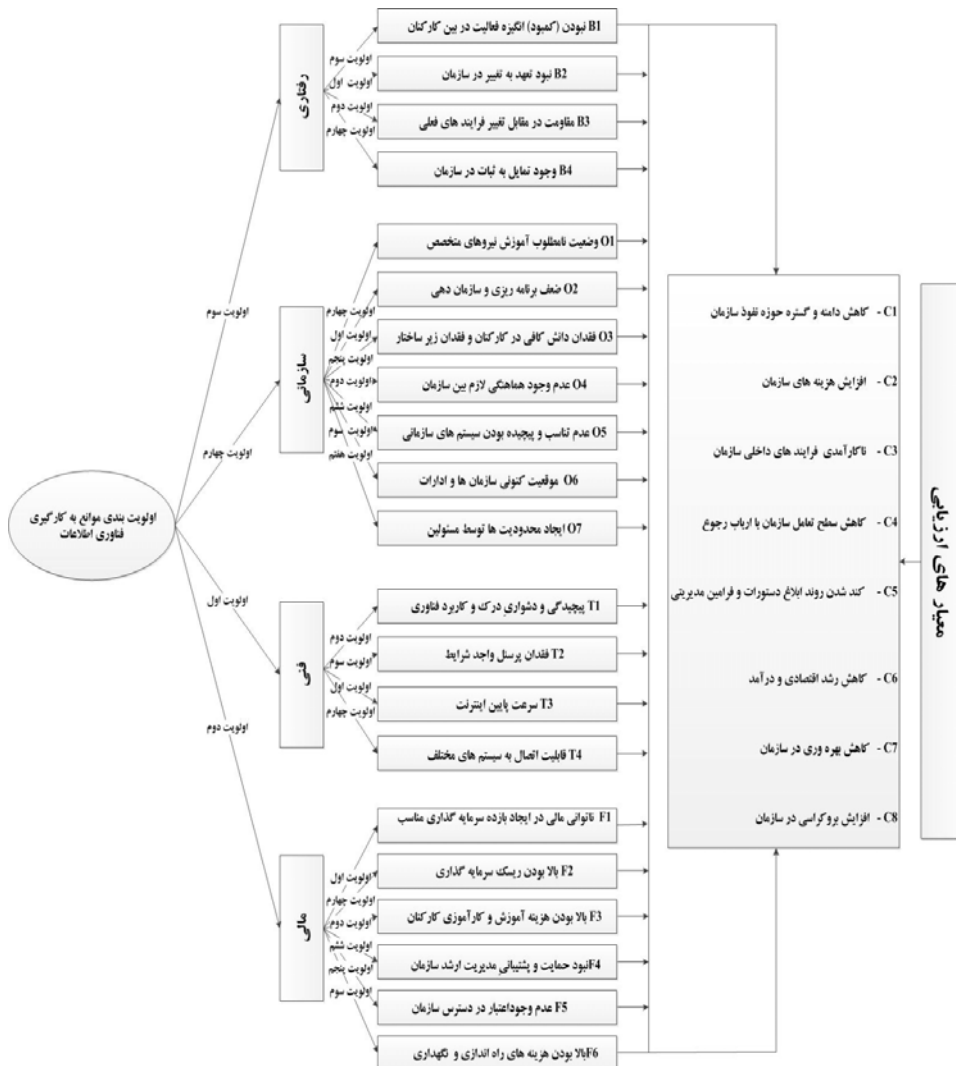 اولویت بندی موانع به کارگیری
فناوری اطلاعات
اولویت سوم
اولویت چهارم
اولویت اول
اولویت دوم
رفتاری
اولویت سوم
اولویت اول
اولویت دوم
اولویت چهارم
B1 نبودن (کمبود) انگیزه فعالیت در بین کارکنان
B2 نبود تعهد به تغییر در سازمان
B3 مقاومت در مقابل تغییر فرایند های فعلی
B4 وجود تمایل به ثبات در سازمان
سازمانی
اولویت چهارم
اولویت اول
اولویت پنجم
اولویت دوم
اولویت ششم
اولویت سوم
اولویت هفتم
O1 وضعیت نامطلوب آموزش نیروهای متخصص
O2 ضعف برنامه ریزی و سازمان دهی
O3 فقدان دانش کافی در کارکنان و فقدان زیر ساختار
O4 عدم وجود هماهنگی لازم بین سازمان
O5 عدم تناسب و پیچیده بودن سیستم های سازمانی
O6 موقعیت کنونی سازمان ها و ادارات
O7 ایجاد محدودیت ها توسط مسئولین
فنی
اولویت دوم
اولویت سوم
اولویت اول
اولویت چهارم
T1 پیچیدگی و دشواری درک و کاربرد فناوری
T2 فقدان پرسنل واجد شرایط
T3 سرعت پایین اینترنت
T4 قابلیت اتصال به سیستم های مختلف
مالی
اولویت اول
اولویت چهارم
اولویت دوم
اولویت ششم
اولویت پنجم
اولویت سوم
F1 ناتوانی مالی در ایجاد بازده سرمایه گذاری مناسب
F2 بالا بودن ریسک سرمایه گذاری
F3 بالا بودن هزینه آموزش و کارآموزی کارکنان
F4نبود حمایت و پشتیبانی مدیریت ارشد سازمان
F5 عدم وجوداعتبار در دسترس سازمان
F6بالا بودن هزینه های راه اندازی و نگهداری
C1 - کاهش دامنه و گستره حوزه نفوذ سازمان
C2 - افزایش هزینه های سازمان
C3 - ناکارآمدی فرایند های داخلی سازمان
C4 - کاهش سطح تعامل سازمان با ارباب رجوع
C5 - کند شدن روند ابلاغ دستورات و فرامین مدیریتی
C6 - کاهش رشد اقتصادی و درآمد
C7 - کاهش بهره وری در سازمان
C8 - افزایش بروکراسی در سازمان
معیار های ارزیابی